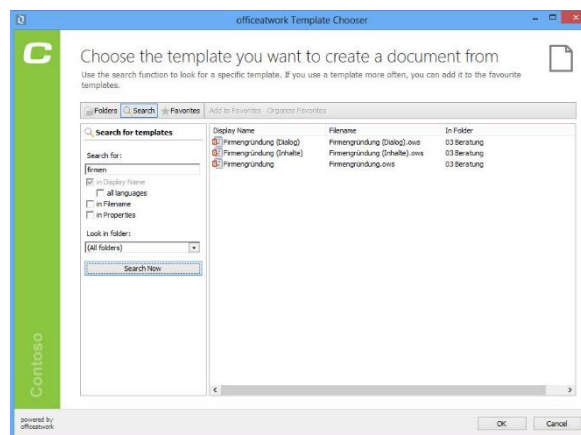 officeatwork Template Chooser
C
Choose the template you want to create a document from
Use the search function to look for a specific template. If you use a template more often, you can add it to the favourite
templates.
Folders Search Favorites Add to Favorites Organize Favorites
Search for templates
Search for:
firmen
in Display Name
all languages
in Filename
in Properties
Look in folder:
(All folders)
Search Now
Display Name Filename In Folder
Firmengründung (Dialog) Firmengründung (Dialog).ows 03 Beratung
Firmengründung (Inhalte) Firmengründung (Inhalte).ows 03 Beratung
Firmengründung Firmengründung.ows 03 Beratung
Contoso
powered by
officeatwork
OK Cancel